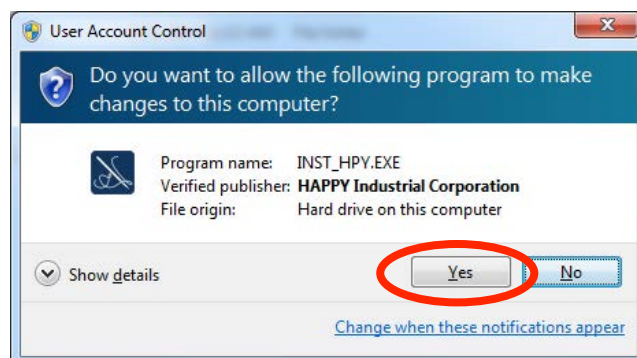 User Account Control
Do you want to allow the following program to make
changes to this computer?
Program name: INST_HPY.EXE
Verified publisher: HAPPY Industrial Corporation
File origin: Hard drive on this computer
Show details
Yes
No
Change when these notifications appear